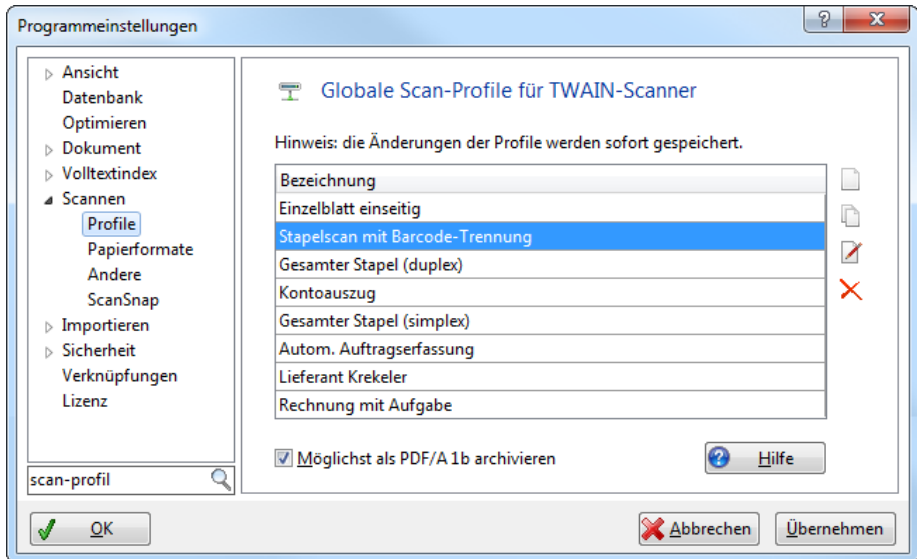 Programmeinstellungen
Ansicht
Datenbank
Optimieren
Dokument
Volltextindex
Scannen
Profile
Papierformate
Andere
ScanSnap
Importieren
Sicherheit
Verknüpfungen
Lizenz
scan-profil
Globale Scan-Profile für TWAIN-Scanner
Hinweis: die Änderungen der Profile werden sofort gespeichert.
Bezeichnung
Einzelblatt einseitig
Stapelscan mit Barcode-Trennung
Gesamter Stapel (duplex)
Kontoauszug
Gesamter Stapel (simplex)
Autom. Auftragserfassung
Lieferant Krekeler
Rechnung mit Aufgabe
Möglichst als PDF/A 1b archivieren
Hilfe
OK
Abbrechen
Übernehmen